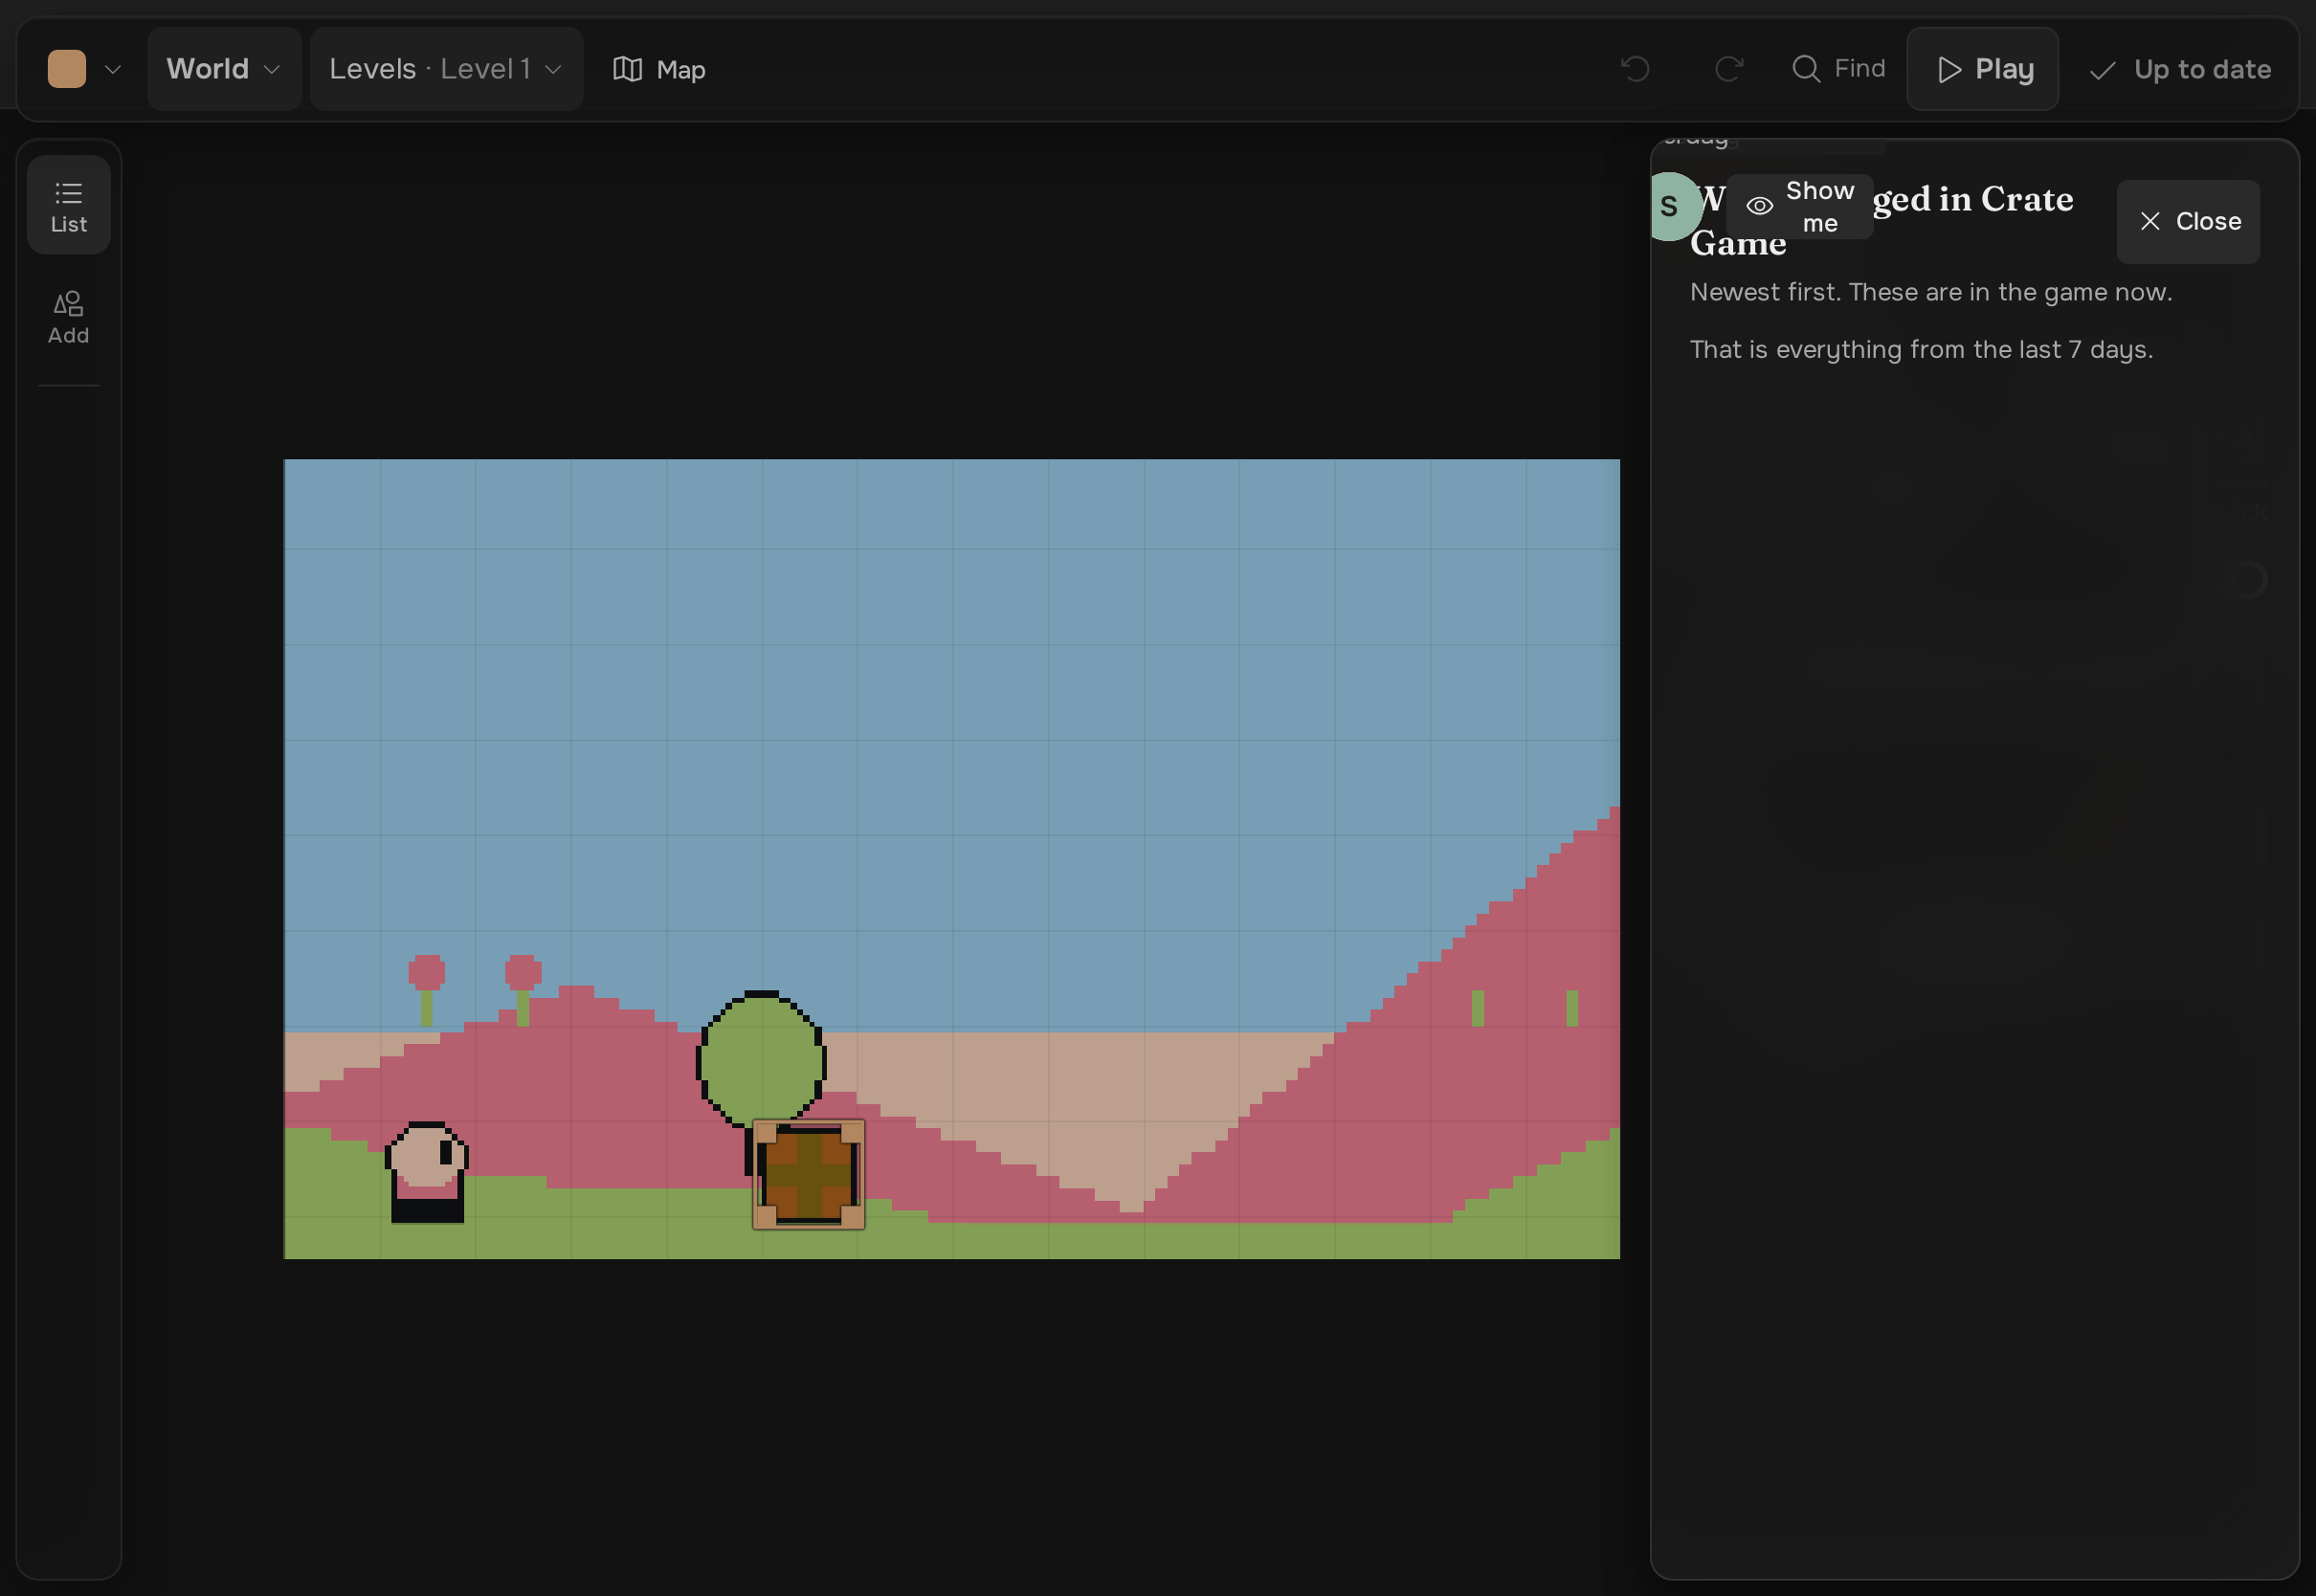 World
Levels · Level 1
Map
Find
Play
Up to date
List
Add
S
Show
me
ged in Crate
Game
Close
Newest first. These are in the game now.
That is everything from the last 7 days.